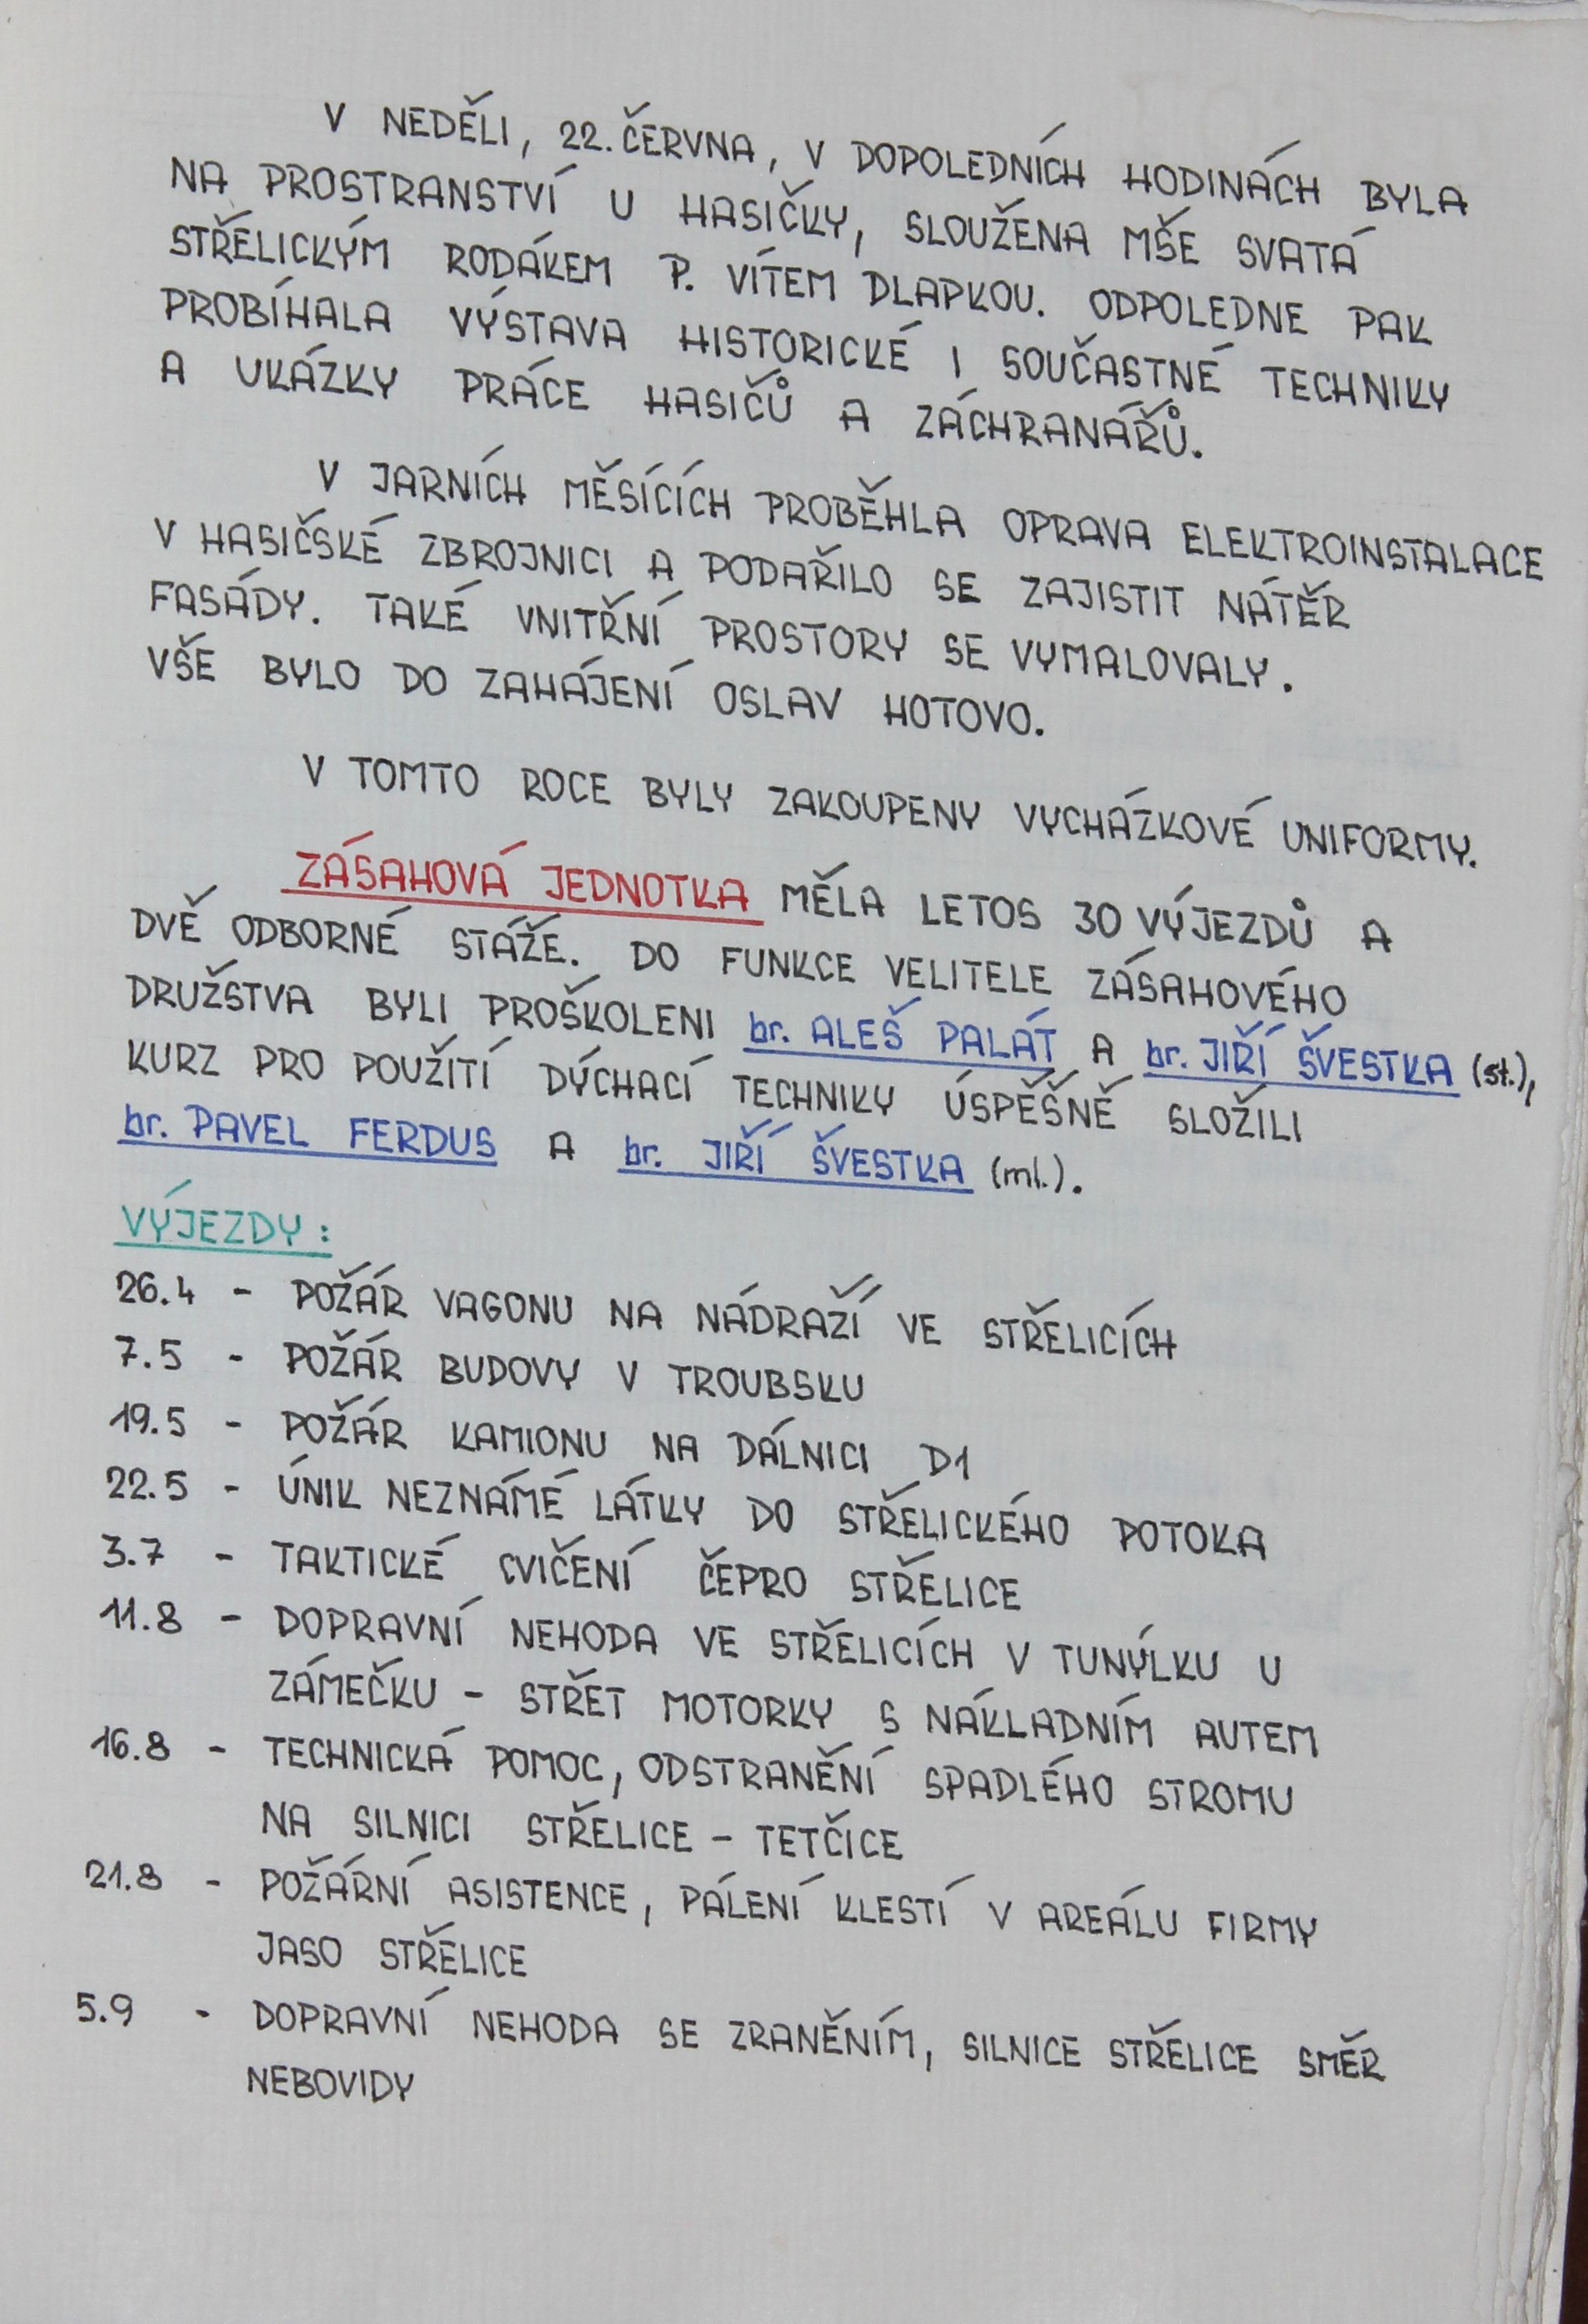 V NEDĚLI, 22. ČERVNA, V DOPOLEDNÍCH HODINÁCH BYLA
NA PROSTRANSTVÍ U HASIČKY, SLOUŽENA MŠE SVATÁ
STŘELICKÝM RODÁKEM P. VÍTEM DLAPKOU. ODPOLEDNE PAK
PROBÍHALA VÝSTAVA HISTORICKÉ I SOUČASTNÉ TECHNIKY
A UKÁZKY PRÁCE HASIČŮ A ZÁCHRANÁŘŮ.
V JARNÍCH MĚSÍCÍCH PROBĚHLA OPRAVA ELEKTROINSTALACE
V HASIČSKÉ ZBROJNICI A PODAŘILO SE ZAJISTIT NÁTĚR
FASÁDY. TAKÉ VNITŘNÍ PROSTORY SE VYMALOVALY.
VŠE BYLO DO ZAHÁJENÍ OSLAV HOTOVO.
V TOMTO ROCE BYLY ZAKOUPENY VYCHÁZKOVÉ UNIFORMY.
ZÁSAHOVÁ JEDNOTKA MĚLA LETOS 30 VÝJEZDŮ A
DVĚ ODBORNÉ STÁŽE. DO FUNKCE VELITELE ZÁSAHOVÉHO
DRUŽSTVA BYLI PROŠKOLENI br. ALEŠ PALÁT A br. JIŘÍ ŠVESTKA (st.),
KURZ PRO POUŽITÍ DÝCHACÍ TECHNIKY ÚSPĚŠNĚ SLOŽILI
br. PAVEL FERDUS A br. JIŘÍ ŠVESTKA (ml.).
VÝJEZDY:
26.4 - POŽÁR VAGONU NA NÁDRAŽÍ VE STŘELICÍCH
7.5 - POŽÁR BUDOVY V TROUBSKU
19.5 - POŽÁR KAMIONU NA DÁLNICI D1
22.5 - ÚNIK NEZNÁMÉ LÁTKY DO STŘELICKÉHO POTOKA
3.7 - TAKTICKÉ CVIČENÍ ČEPRO STŘELICE
11.8 - DOPRAVNÍ NEHODA VE STŘELICÍCH V TUNÝLKU U
ZÁMEČKU - STŘET MOTORKY S NÁKLADNÍM AUTEM
16.8 - TECHNICKÁ POMOC, ODSTRANĚNÍ SPADLÉHO STROMU
NA SILNICI STŘELICE - TETČICE
21.8 - POŽÁRNÍ ASISTENCE, PÁLENÍ KLESTÍ V AREÁLU FIRMY
JASO STŘELICE
5.9 - DOPRAVNÍ NEHODA SE ZRANĚNÍM, SILNICE STŘELICE SMĚR
NEBOVIDY